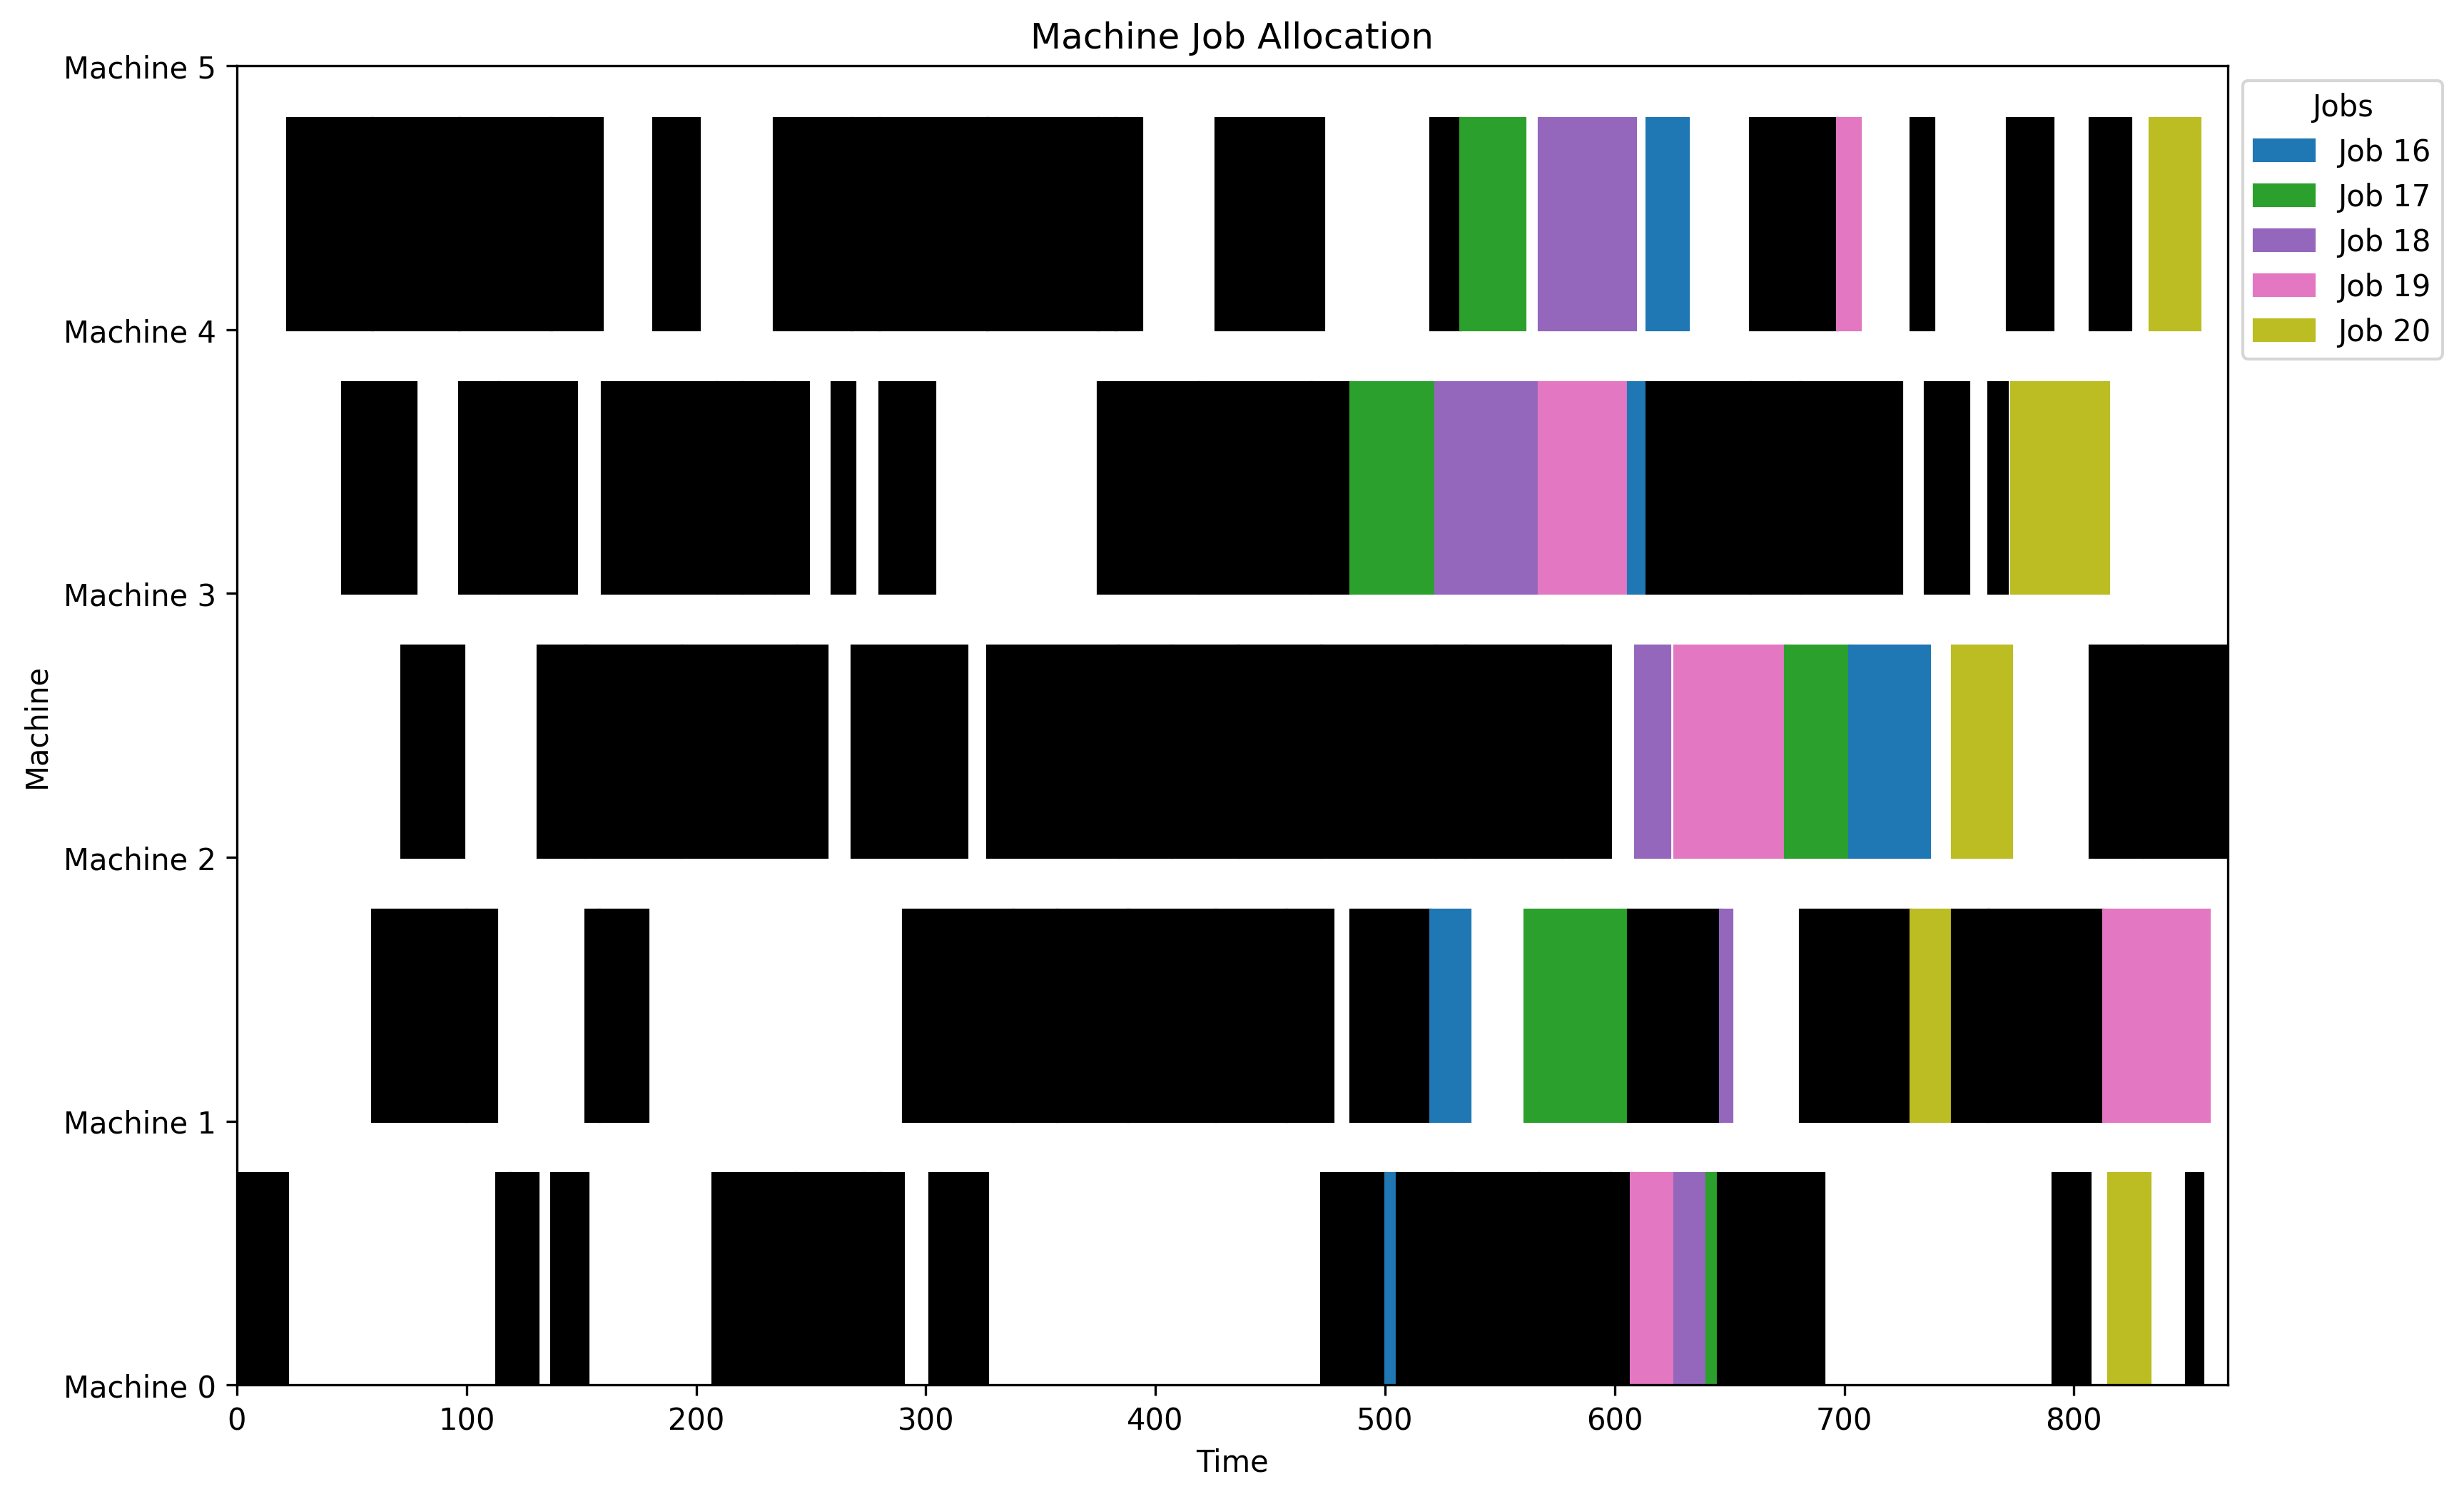 Machine Job Allocation
Machine 5
Machine 4
Machine 3
Machine 2
Machine 1
Machine 0
Machine
0 100 200 300 400 500 600 700 800
Time
Jobs
Job 16
Job 17
Job 18
Job 19
Job 20